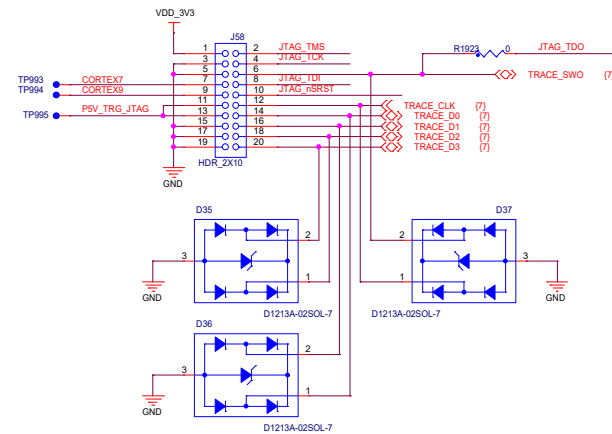 VDD_3V3
J58
1 2 JTAG_TMS
3 4 JTAG_TCK
5 6
R1923 0 JTAG_TDO
TRACE_SWO {7}
TP993 CORTEX7 7 8 JTAG_TDI
TP994 CORTEX9 9 10 JTAG_nSRST
11 12 TRACE_CLK {7}
TP995 P5V_TRG_JTAG 13 14 TRACE_D0 {7}
15 16 TRACE_D1 {7}
17 18 TRACE_D2 {7}
19 20 TRACE_D3 {7}
HDR_2X10
GND
D35
2
3
1
GND
D1213A-02SOL-7
D37
2
3
1
GND
D1213A-02SOL-7
D36
2
3
1
GND
D1213A-02SOL-7